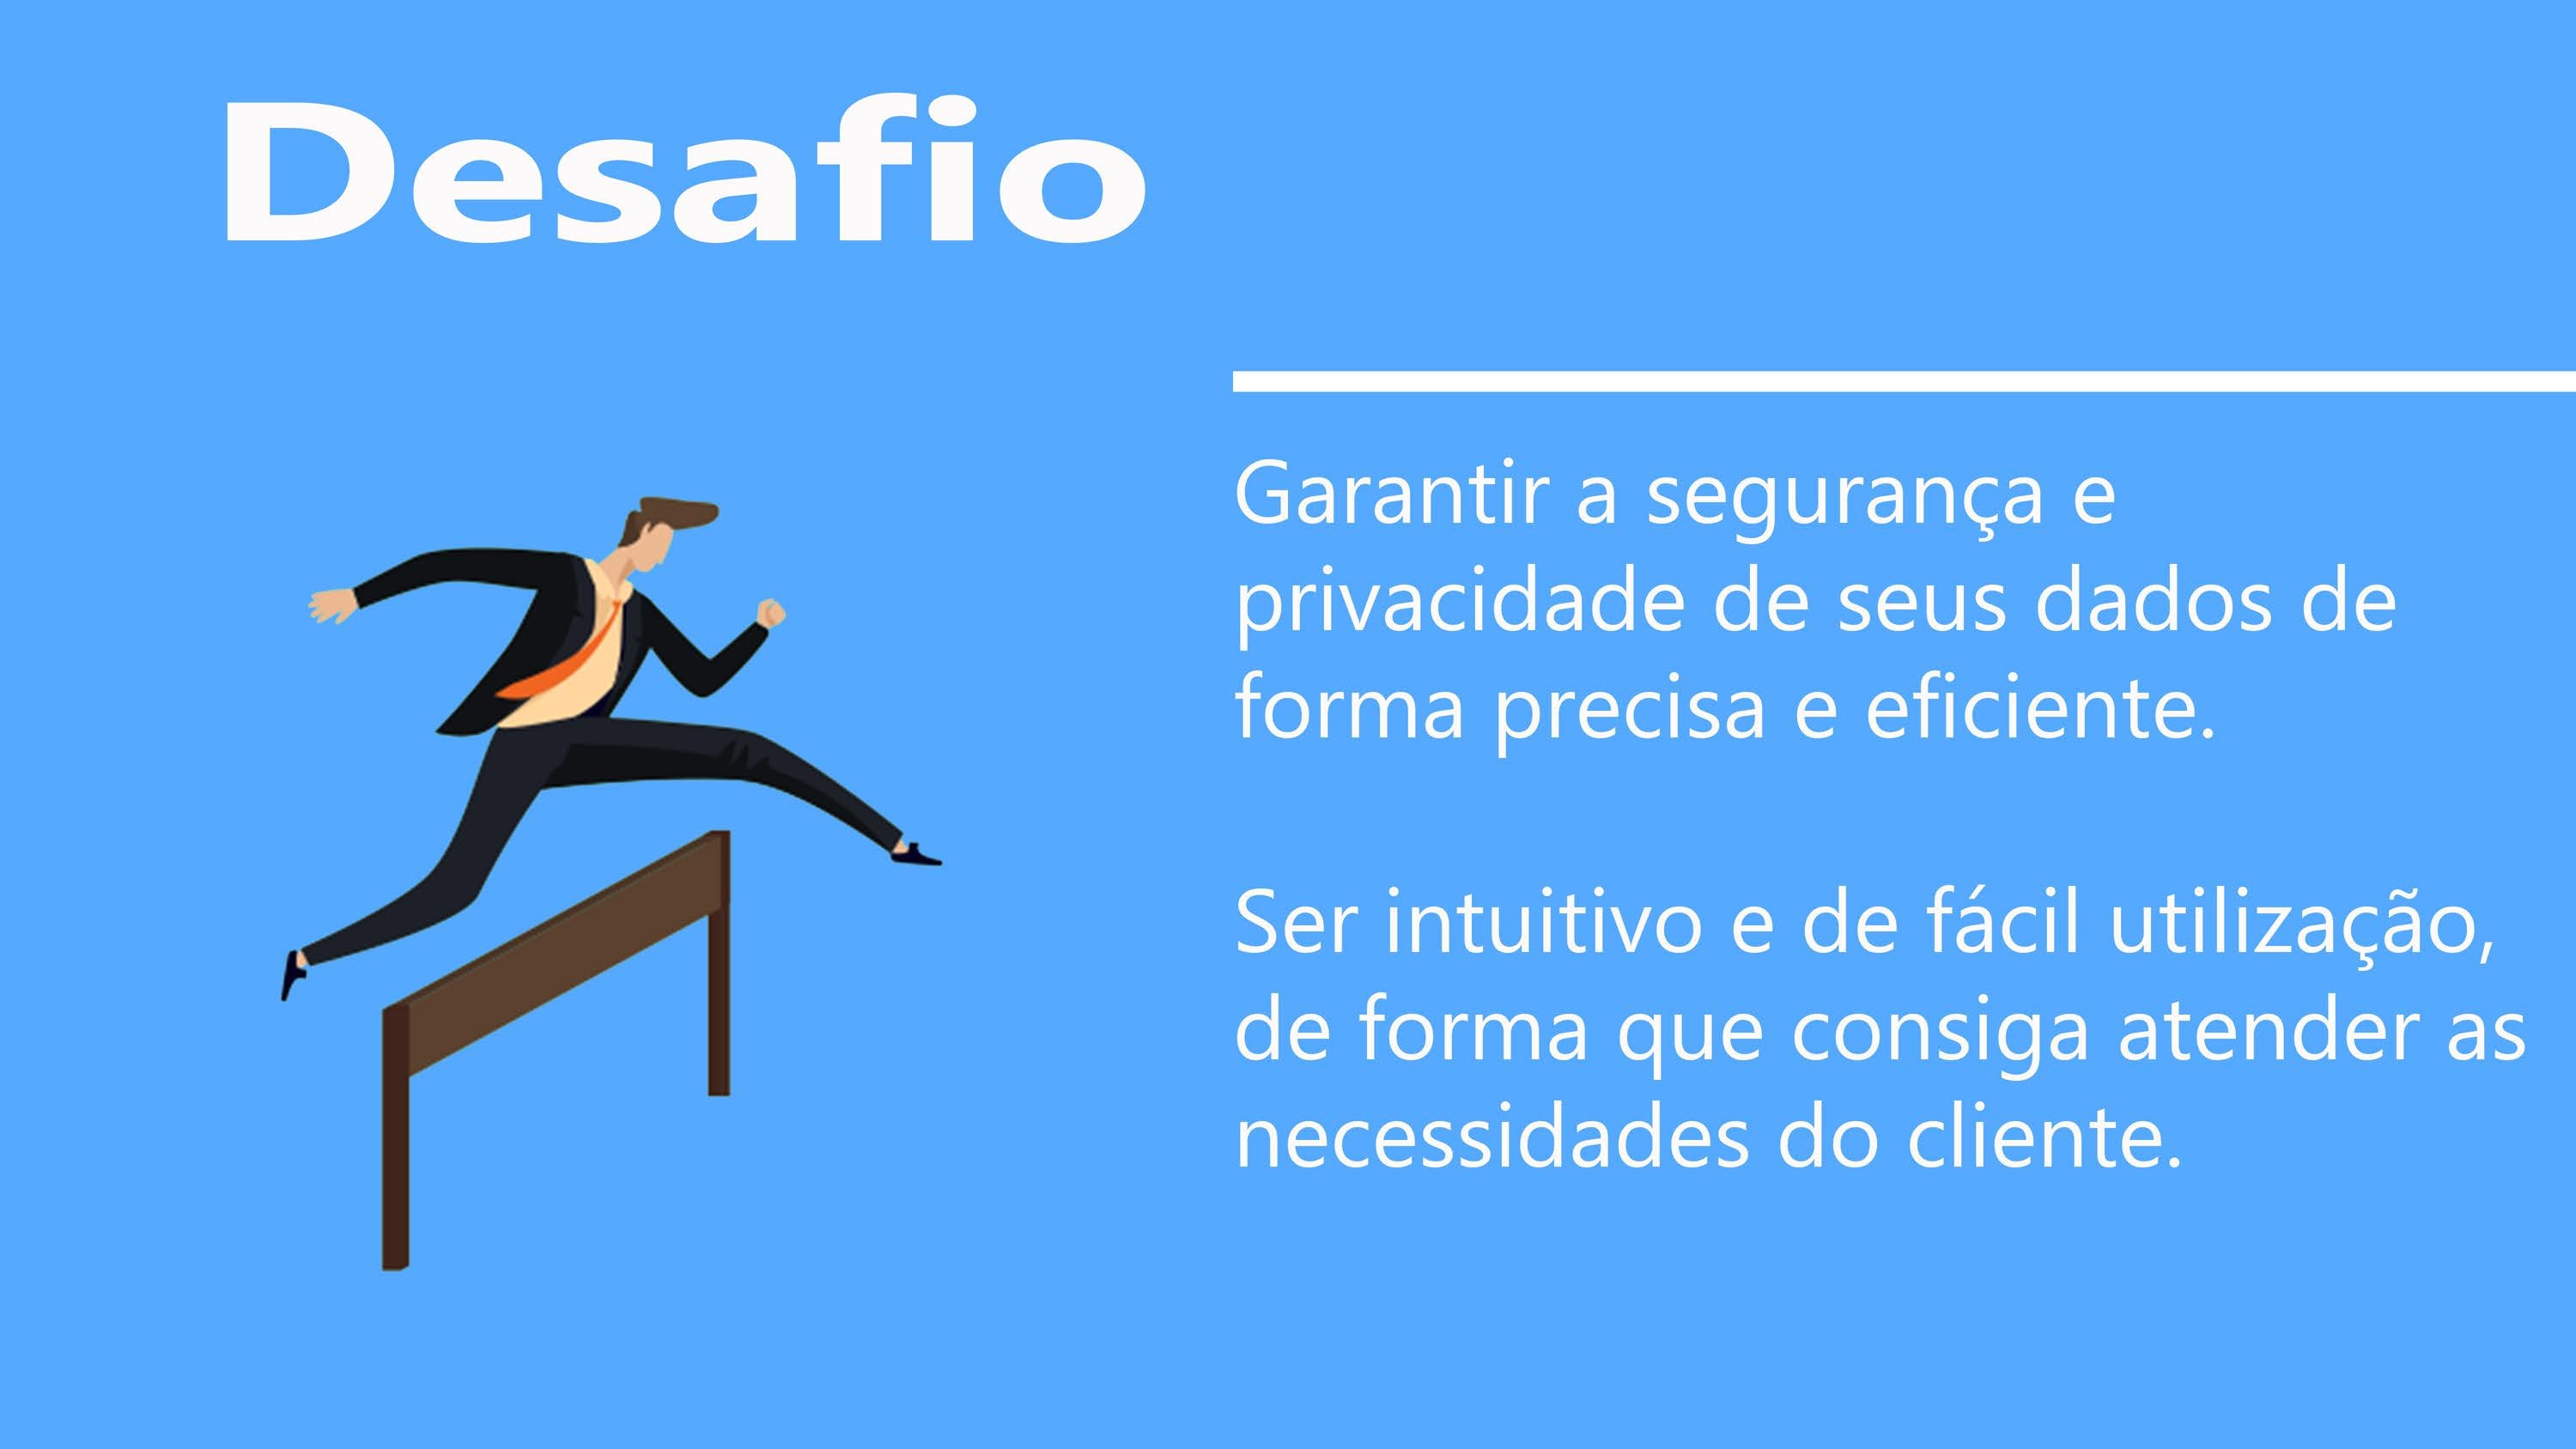 Desafio
Garantir a segurança e
privacidade de seus dados de
forma precisa e eficiente.
Ser intuitivo e de fácil utilização,
de forma que consiga atender as
necessidades do cliente.